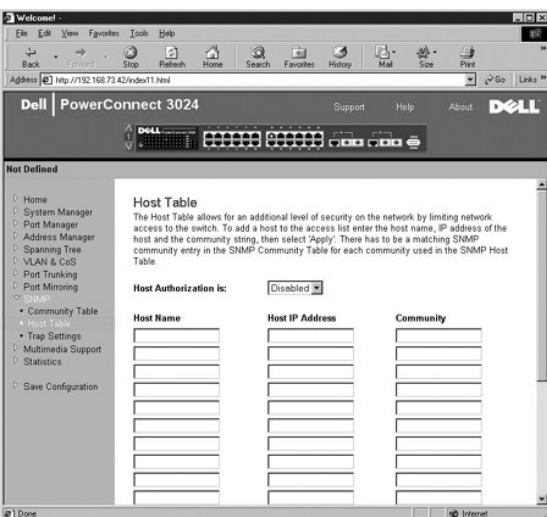 Welcome! -
File Edit View Favorites Tools Help
Back Forward Stop Refresh Home Search Favorites History Mail Size Print
Address http://192.168.73.42/index11.html Go Links
Dell PowerConnect 3024
Support Help About DELL
DELL
Not Defined
Home
System Manager
Port Manager
Address Manager
Spanning Tree
VLAN & CoS
Port Trunking
Port Mirroring
SNMP
Community Table
Host Table
Trap Settings
Multimedia Support
Statistics
Save Configuration
Host Table
The Host Table allows for an additional level of security on the network by limiting network
access to the switch. To add a host to the access list enter the host name, IP address of the
host and the community string, then select 'Apply'. There has to be a matching SNMP
community entry in the SNMP Community Table for each community used in the SNMP Host
Table.
Host Authorization is: Disabled
Host Name Host IP Address Community
Done Internet